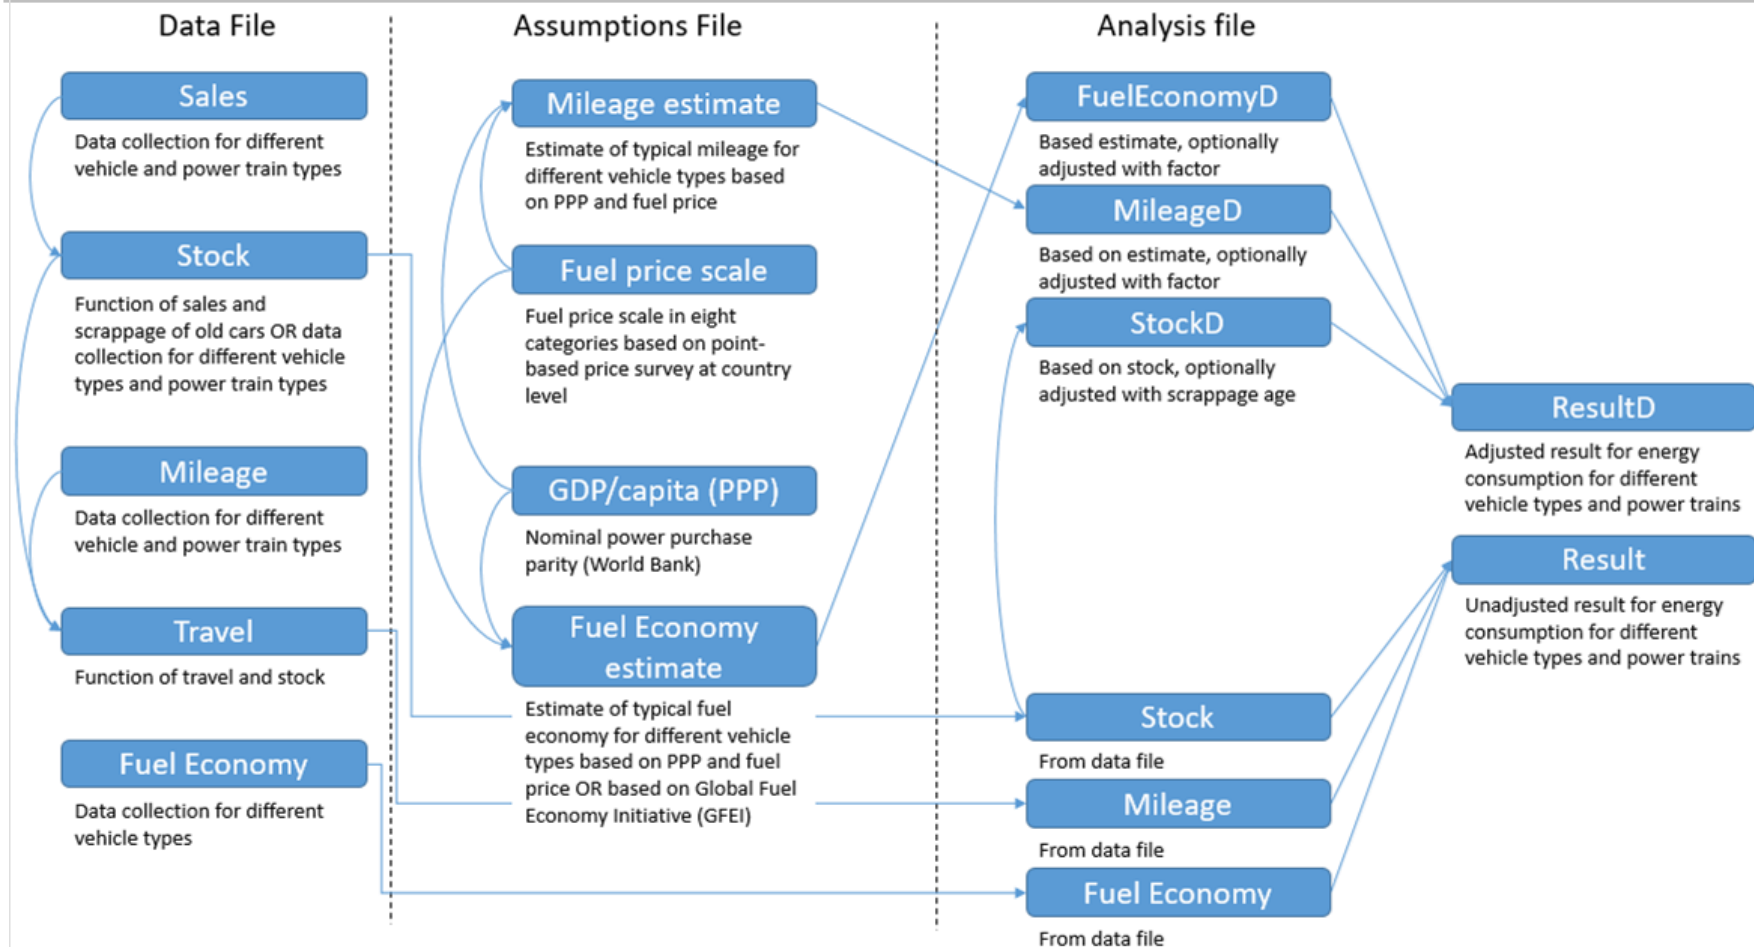 Data File
Sales
Data collection for different
vehicle and power train types
Stock
Function of sales and
scrappage of old cars OR data
collection for different vehicle
types and power train types
Mileage
Data collection for different
vehicle and power train types
Travel
Function of travel and stock
Fuel Economy
Data collection for different
vehicle types
Assumptions File
Mileage estimate
Estimate of typical mileage for
different vehicle types based
on PPP and fuel price
Fuel price scale
Fuel price scale in eight
categories based on point-
based price survey at country
level
GDP/capita (PPP)
Nominal power purchase
parity (World Bank)
Fuel Economy
estimate
Estimate of typical fuel
economy for different vehicle
types based on PPP and fuel
price OR based on Global Fuel
Economy Initiative (GFEI)
Analysis file
FuelEconomyD
Based estimate, optionally
adjusted with factor
MileageD
Based on estimate, optionally
adjusted with factor
StockD
Based on stock, optionally
adjusted with scrappage age
Stock
From data file
Mileage
From data file
Fuel Economy
From data file
ResultD
Adjusted result for energy
consumption for different
vehicle types and power trains
Result
Unadjusted result for energy
consumption for different
vehicle types and power trains